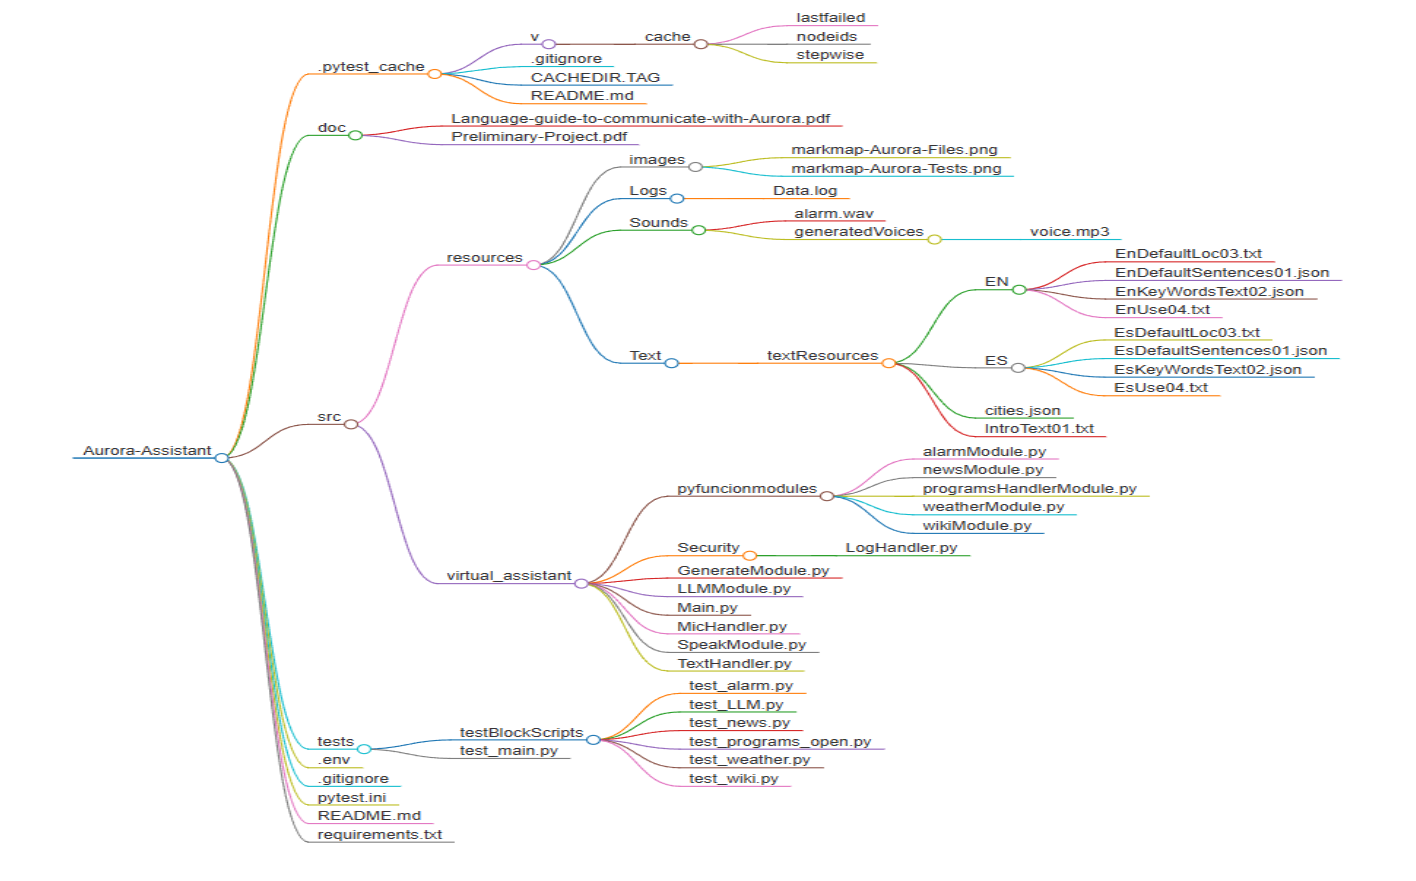 lastfailed
v
cache
nodeids
stepwise
.pytest_cache
.gitignore
CACHEDIR.TAG
README.md
doc
Language-guide-to-communicate-with-Aurora.pdf
Preliminary-Project.pdf
images
markmap-Aurora-Files.png
markmap-Aurora-Tests.png
Logs
Data.log
Sounds
alarm.wav
generatedVoices
voice.mp3
resources
EN
EnDefaultLoc03.txt
EnDefaultSentences01.json
EnKeyWordsText02.json
EnUse04.txt
Text
textResources
ES
EsDefaultLoc03.txt
EsDefaultSentences01.json
EsKeyWordsText02.json
EsUse04.txt
cities.json
IntroText01.txt
src
Aurora-Assistant
pyfuncionmodules
alarmModule.py
newsModule.py
programsHandlerModule.py
weatherModule.py
wikiModule.py
Security
LogHandler.py
virtual_assistant
GenerateModule.py
LLMModule.py
Main.py
MicHandler.py
SpeakModule.py
TextHandler.py
tests
testBlockScripts
test_alarm.py
test_LLM.py
test_news.py
test_programs_open.py
test_weather.py
test_wiki.py
test_main.py
.env
.gitignore
pytest.ini
README.md
requirements.txt